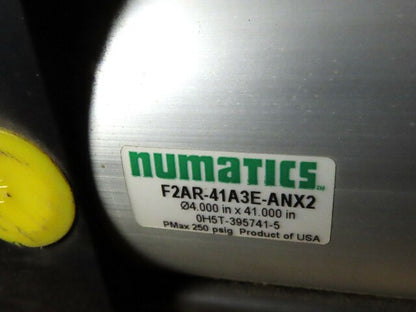 numatics
F2AR-41A3E-ANX2
Ø4.000 in x 41.000 in
0H5T-395741-5
PMax 250 psig Product of USA